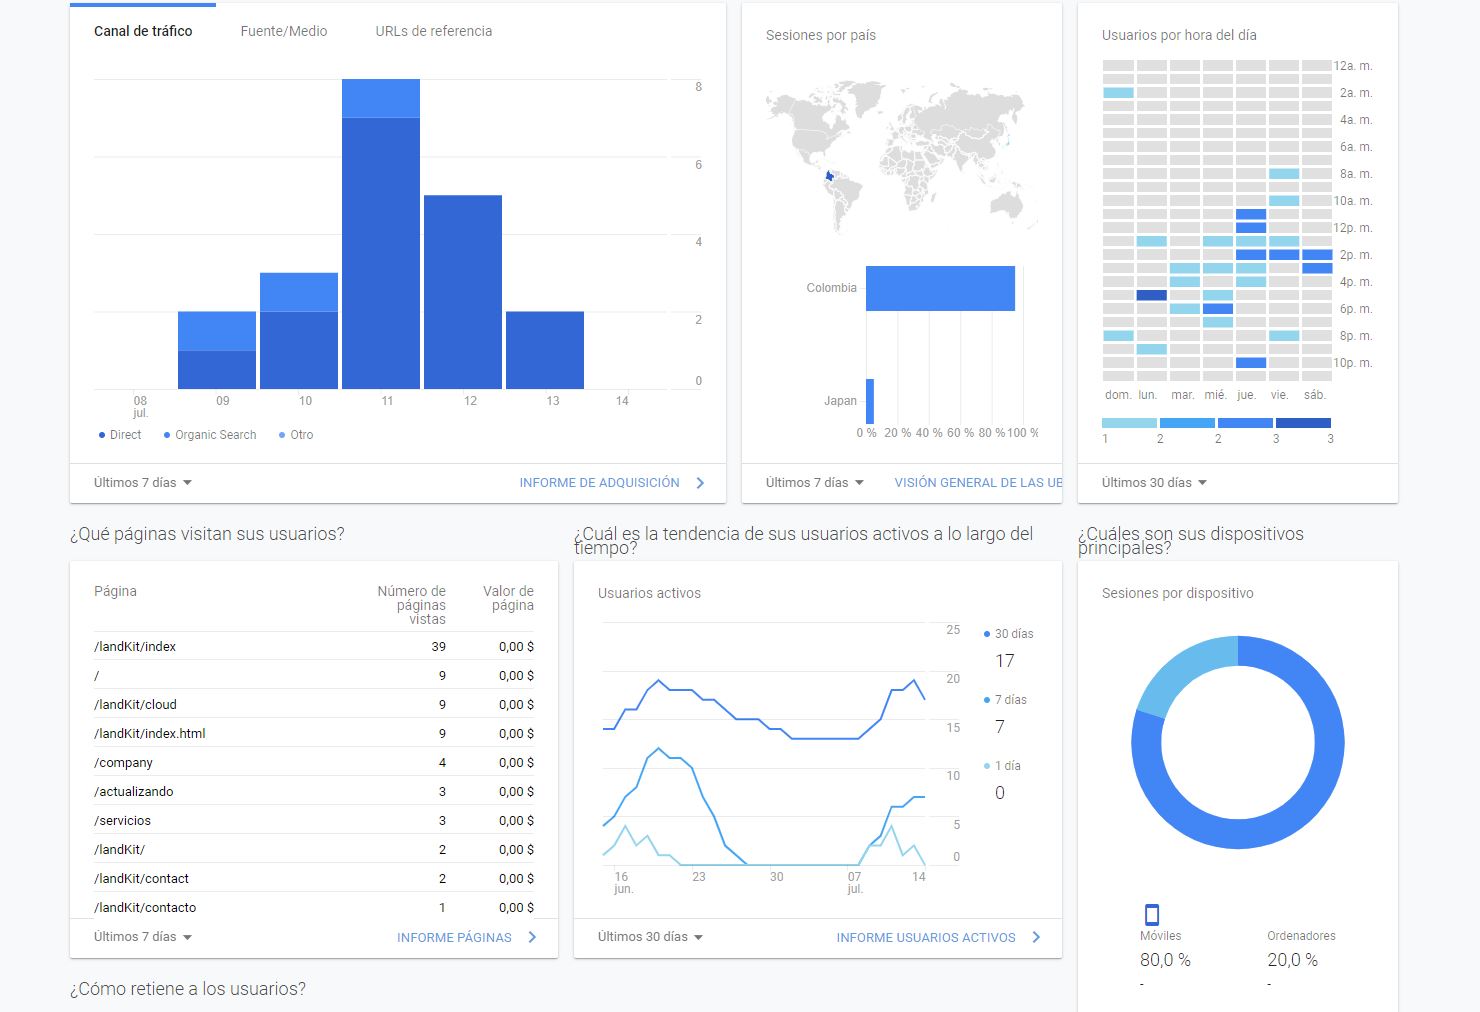 Canal de tráfico
Fuente/Medio
URLs de referencia
8
6
4
2
0
08
jul.
09
10
11
12
13
14
Direct
Organic Search
Otro
Últimos 7 días
INFORME DE ADQUISICIÓN
Sesiones por país
Colombia
Japan
0 %
20 %
40 %
60 %
80 %
100 %
Últimos 7 días
VISIÓN GENERAL DE LAS UB
Usuarios por hora del día
12a. m.
2a. m.
4a. m.
6a. m.
8a. m.
10a. m.
12p. m.
2p. m.
4p. m.
6p. m.
8p. m.
10p. m.
dom.
lun.
mar.
mié.
jue.
vie.
sáb.
1
2
2
3
3
Últimos 30 días
¿Qué páginas visitan sus usuarios?
Página
Número de
páginas
vistas
Valor de
página
/landKit/index 39 0,00 $
/ 9 0,00 $
/landKit/cloud 9 0,00 $
/landKit/index.html 9 0,00 $
/company 4 0,00 $
/actualizando 3 0,00 $
/servicios 3 0,00 $
/landKit/ 2 0,00 $
/landKit/contact 2 0,00 $
/landKit/contacto 1 0,00 $
Últimos 7 días
INFORME PÁGINAS
¿Cuál es la tendencia de sus usuarios activos a lo largo del
tiempo?
Usuarios activos
25
20
15
10
5
0
16
jun.
23
30
07
jul.
14
30 días
17
7 días
7
1 día
0
Últimos 30 días
INFORME USUARIOS ACTIVOS
¿Cuáles son sus dispositivos
principales?
Sesiones por dispositivo
Móviles
80,0 %
-
Ordenadores
20,0 %
-
¿Cómo retiene a los usuarios?